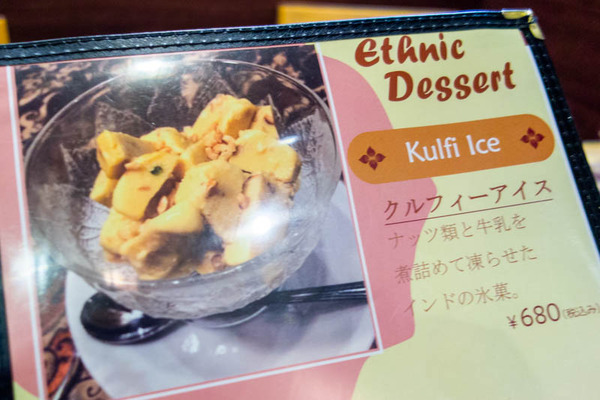 Ethnic
Dessert
Kulfi Ice
クルフィーアイス
ナッツ類と牛乳を
煮詰めて凍らせた
インドの氷菓。
¥680(税込み)